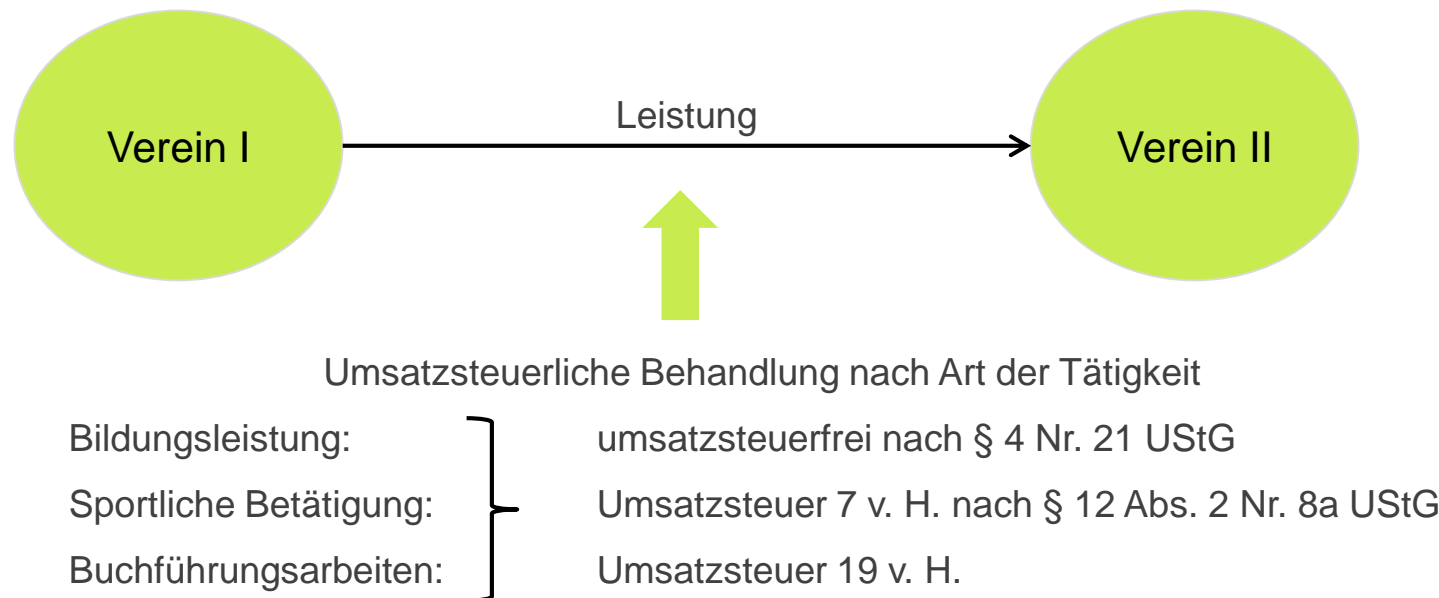 Verein I
Leistung
Verein II
Umsatzsteuerliche Behandlung nach Art der Tätigkeit
Bildungsleistung: umsatzsteuerfrei nach § 4 Nr. 21 UStG
Sportliche Betätigung: Umsatzsteuer 7 v. H. nach § 12 Abs. 2 Nr. 8a UStG
Buchführungsarbeiten: Umsatzsteuer 19 v. H.